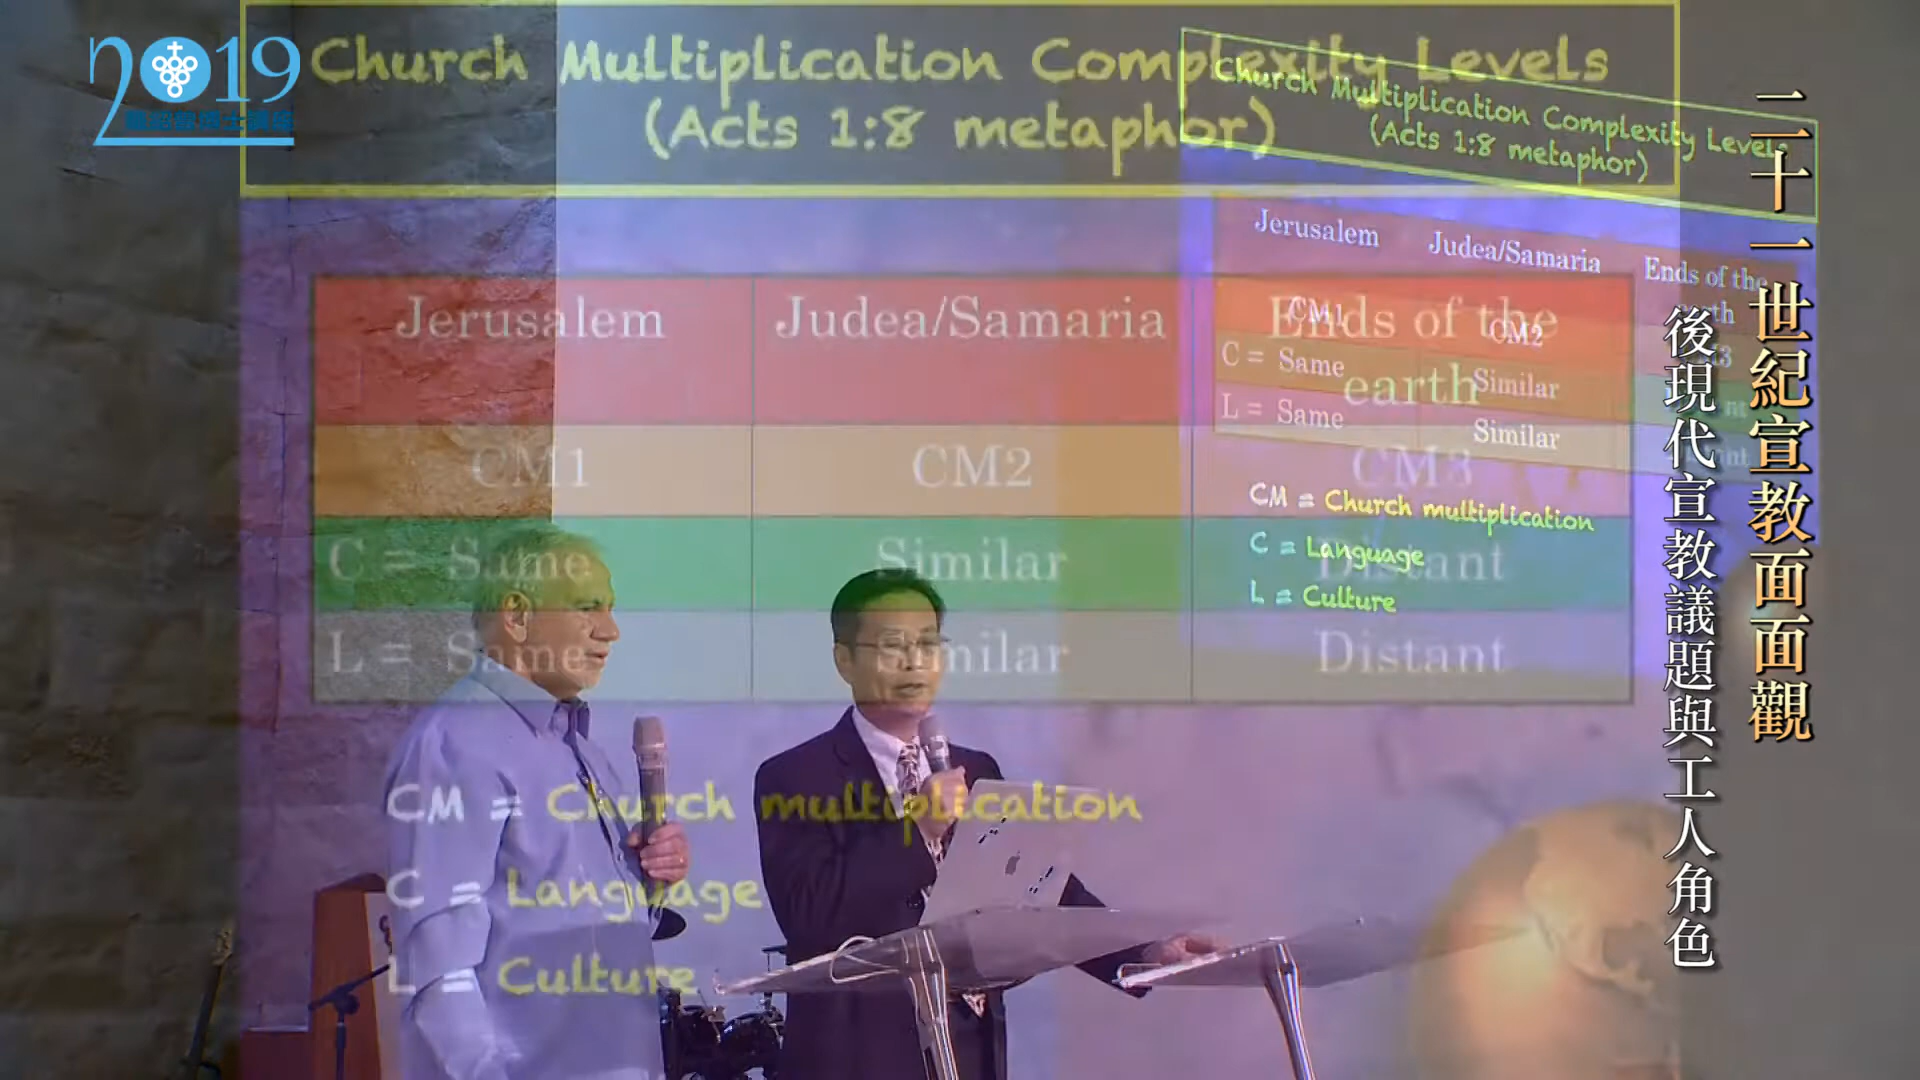 2019
Church Multiplication Complexity Levels
(Acts 1:8 metaphor)
Jerusalem Judea/Samaria Ends of the earth
CM1 CM2 CM3
C = Same Similar Distant
L = Same Similar Distant
CM = Church multiplication
C = Language
L = Culture
Church Multiplication Complexity Levels
(Acts 1:8 metaphor)
Jerusalem Judea/Samaria Ends of the
CM1 CM2
C = Same Similar
L = Same Similar
CM = Church multiplication
C = Language
L = Culture
二十一世紀宣教面面觀
後現代宣教議題與工人角色